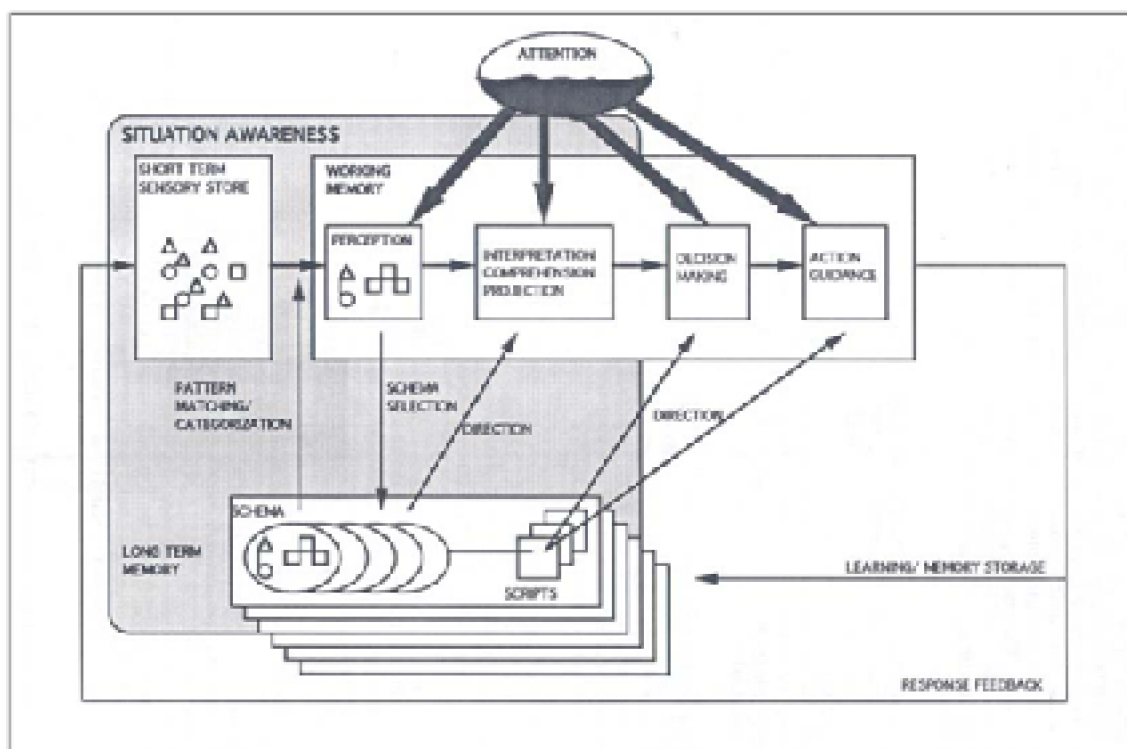 ATTENTION
SITUATION AWARENESS
SHORT TERM
SENSORY STORE
WORKING
MEMORY
PERCEPTION
INTERPRETATION
COMPREHENSION
PROJECTION
DECISION
MAKING
ACTION
GUIDANCE
PATTERN
MATCHING/
CATEGORIZATION
SCHEMA
SELECTION
DIRECTION
DIRECTION
SCHEMA
LONG TERM
MEMORY
SCRIPTS
LEARNING/ MEMORY STORAGE
RESPONSE FEEDBACK